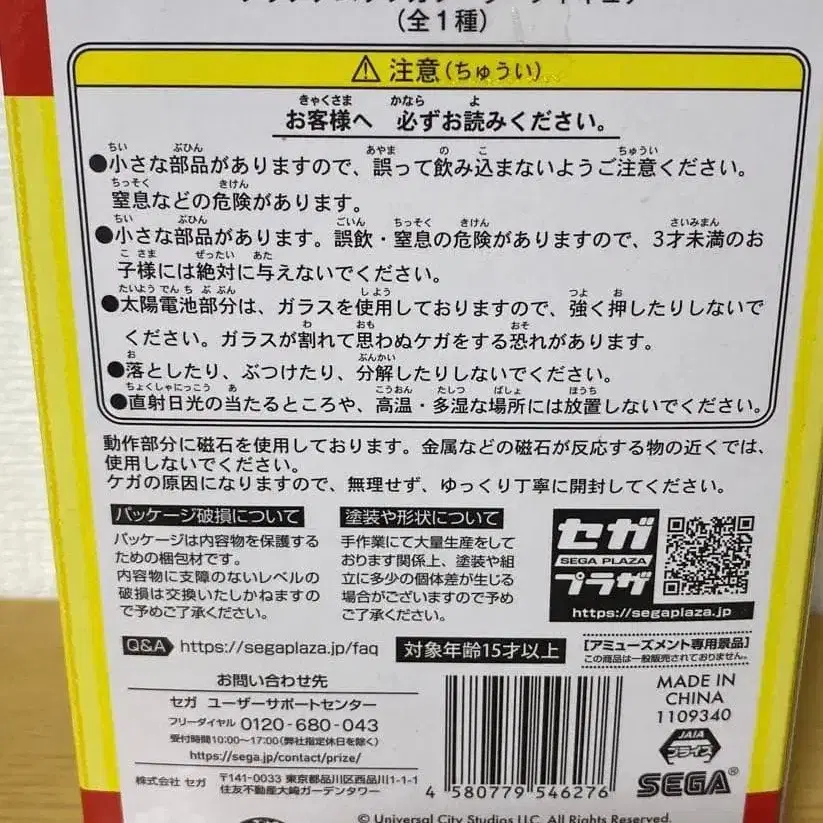 (全1種)
⚠ 注意(ちゅうい)
お客様へ 必ずお読みください。
●小さな部品がありますので、誤って飲み込まないようご注意ください。
窒息などの危険があります。
●小さな部品があります。誤飲・窒息の危険がありますので、3才未満のお
子様には絶対に与えないでください。
●太陽電池部分は、ガラスを使用しておりますので、強く押したりしないで
ください。ガラスが割れて思わぬケガをする恐れがあります。
●落としたり、ぶつけたり、分解したりしないでください。
●直射日光の当たるところや、高温・多湿な場所には放置しないでください。
動作部分に磁石を使用しております。金属などの磁石が反応する物の近くでは、
使用しないでください。
ケガの原因になりますので、無理せず、ゆっくり丁寧に開封してください。
パッケージ破損について
パッケージは内容物を保護する
ための梱包材です。
内容物に支障のないレベルの
破損は交換いたしかねますの
で予めご了承ください。
塗装や形状について
手作業にて大量生産をして
おります関係上、塗装や組
立に多少の個体差が生じる
場合がございますので予め
ご了承ください。
セガ
SEGA PLAZA
プラザ
https://segaplaza.jp
Q&A https://segaplaza.jp/faq
対象年齢15才以上
[アミューズメント専用景品]
この商品は一般販売されておりません。
お問い合わせ先
セガ ユーザーサポートセンター
フリーダイヤル 0120-680-043
受付時間10:00~17:00(弊社指定休日を除く)
https://sega.jp/contact/prize/
株式会社 セガ 〒141-0033 東京都品川区西品川1-1-1
住友不動産大崎ガーデンタワー
4 580779 546276
MADE IN
CHINA
1109340
JAIA
プライズ
SEGA®
© Universal City Studios LLC. All Rights Reserved.